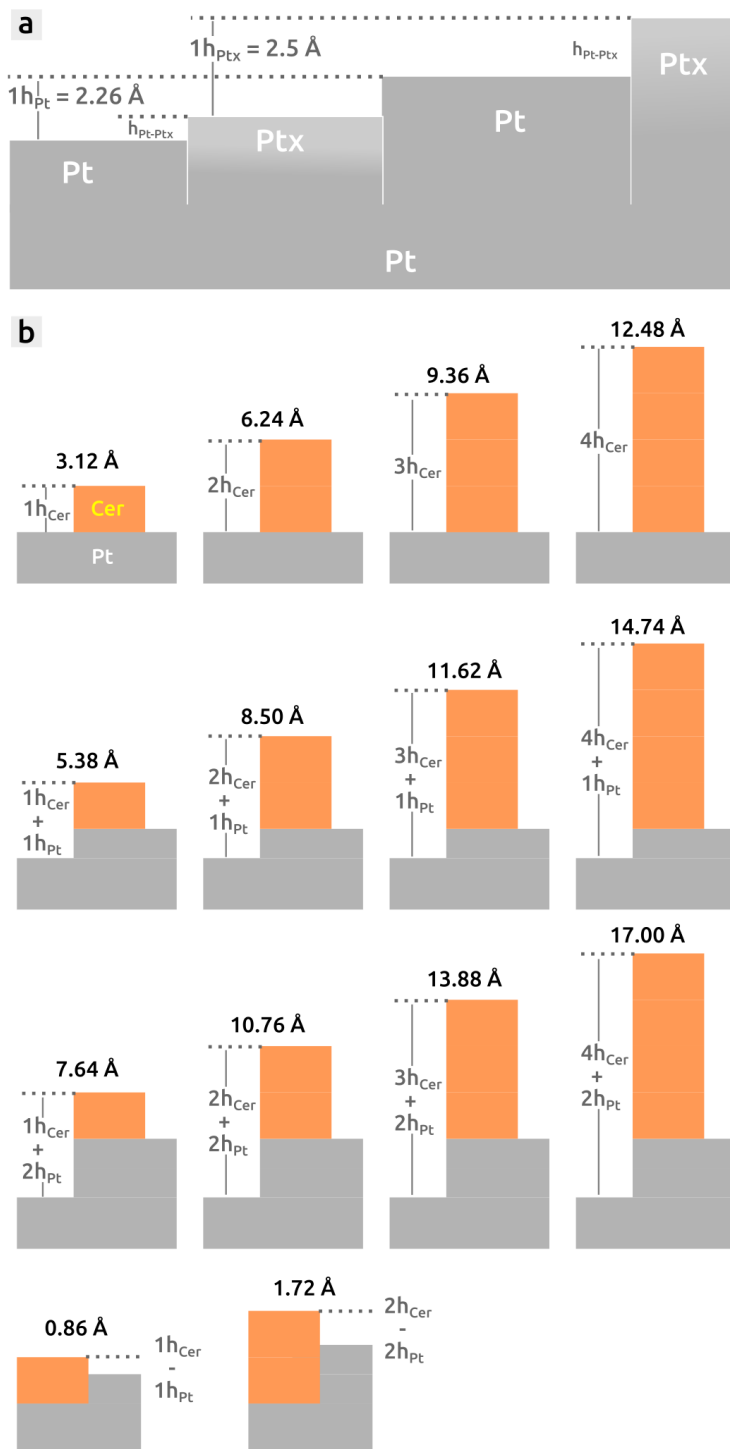 a
1hPtx = 2.5 Å
hPt-Ptx
Ptx
1hPt = 2.26 Å
hPt-Ptx
Pt
Ptx
Pt
Pt
b
12.48 Å
9.36 Å
6.24 Å
3.12 Å
4hCer
3hCer
2hCer
1hCer
Cer
Pt
14.74 Å
11.62 Å
8.50 Å
5.38 Å
1hCer
+
1hPt
2hCer
+
1hPt
3hCer
+
1hPt
4hCer
+
1hPt
17.00 Å
13.88 Å
10.76 Å
7.64 Å
1hCer
+
2hPt
2hCer
+
2hPt
3hCer
+
2hPt
4hCer
+
2hPt
0.86 Å
1hCer
-
1hPt
1.72 Å
2hCer
-
2hPt